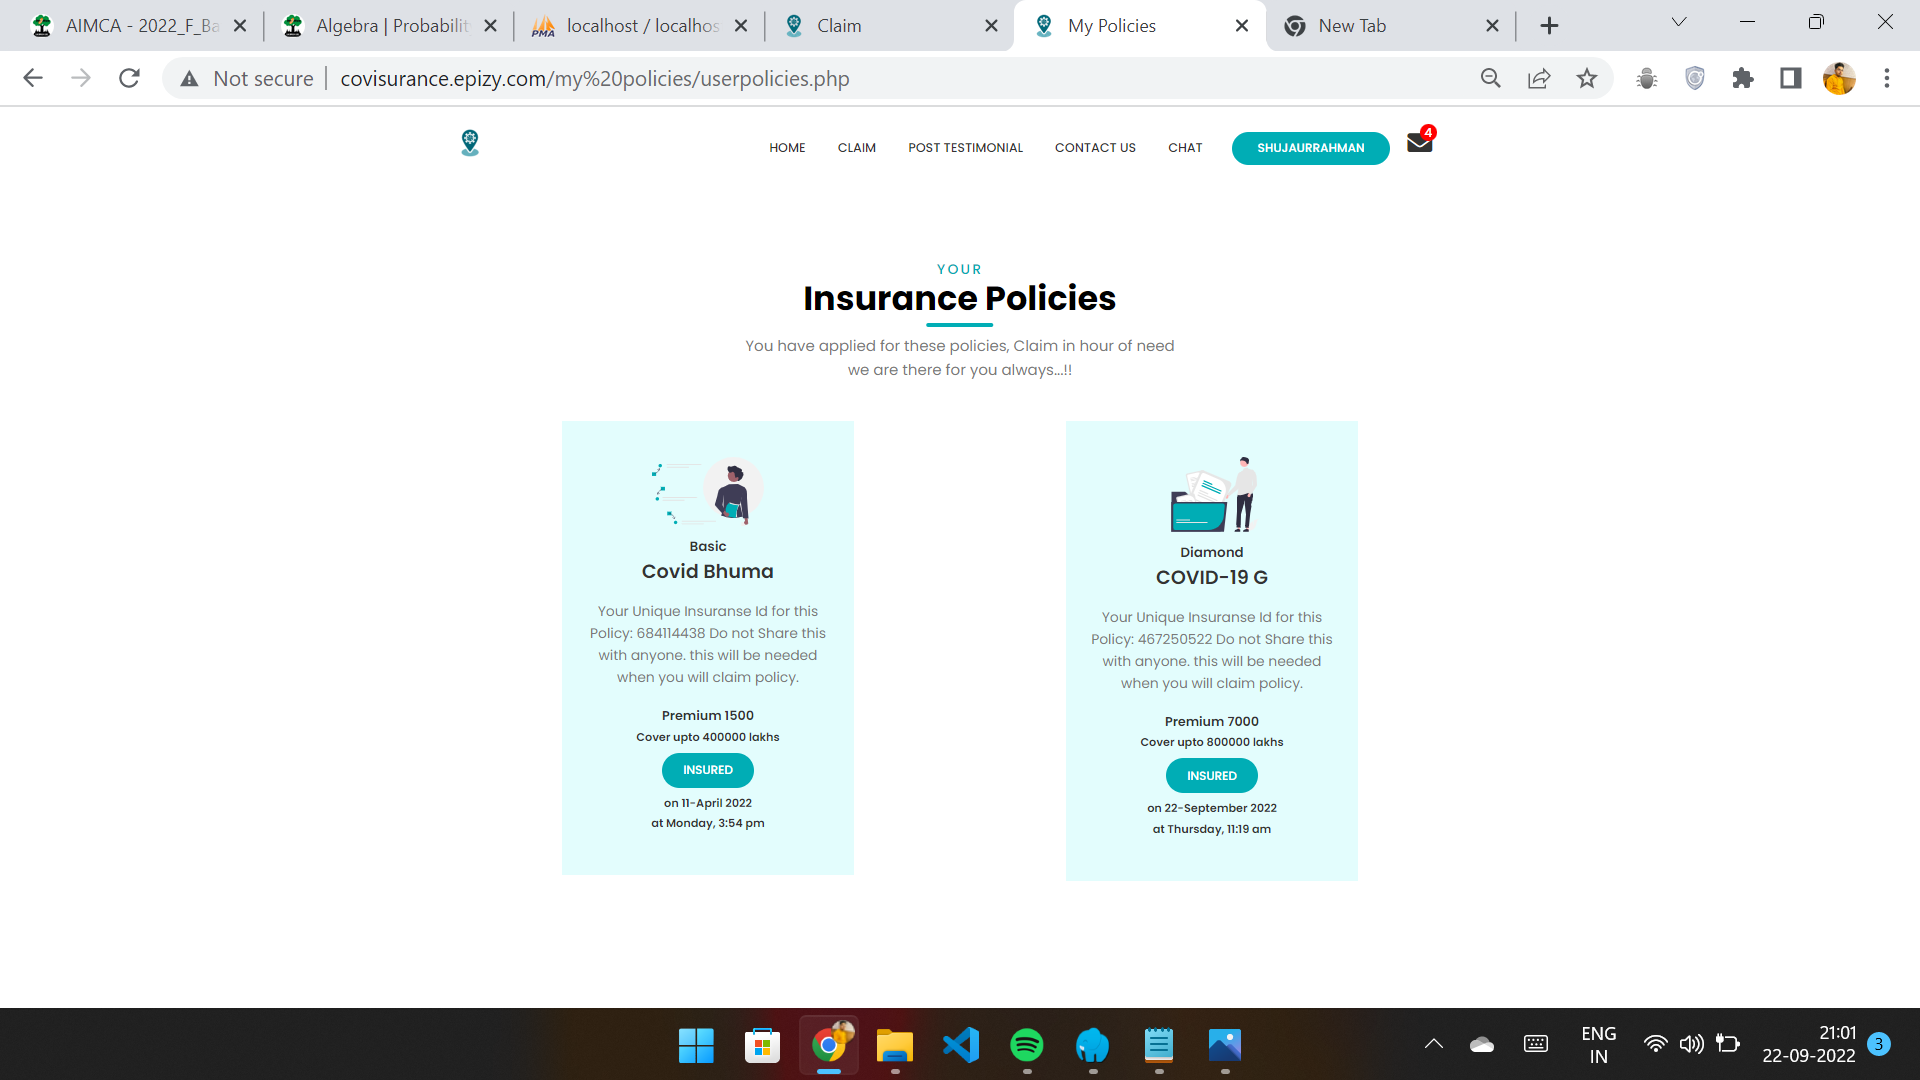 AIMCA - 2022_F_Ba
Algebra | Probabilit
PMA
localhost / localhos
Claim
My Policies
New Tab
Not secure
covisurance.epizy.com/my%20policies/userpolicies.php
HOME
CLAIM
POST TESTIMONIAL
CONTACT US
CHAT
SHUJAURRAHMAN
4
YOUR
Insurance Policies
You have applied for these policies, Claim in hour of need
we are there for you always...!!
Basic
Covid Bhuma
Your Unique Insuranse Id for this
Policy: 684114438 Do not Share this
with anyone. this will be needed
when you will claim policy.
Premium 1500
Cover upto 400000 lakhs
INSURED
on 11-April 2022
at Monday, 3:54 pm
Diamond
COVID-19 G
Your Unique Insuranse Id for this
Policy: 467250522 Do not Share this
with anyone. this will be needed
when you will claim policy.
Premium 7000
Cover upto 800000 lakhs
INSURED
on 22-September 2022
at Thursday, 11:19 am
ENG
IN
21:01
22-09-2022
3